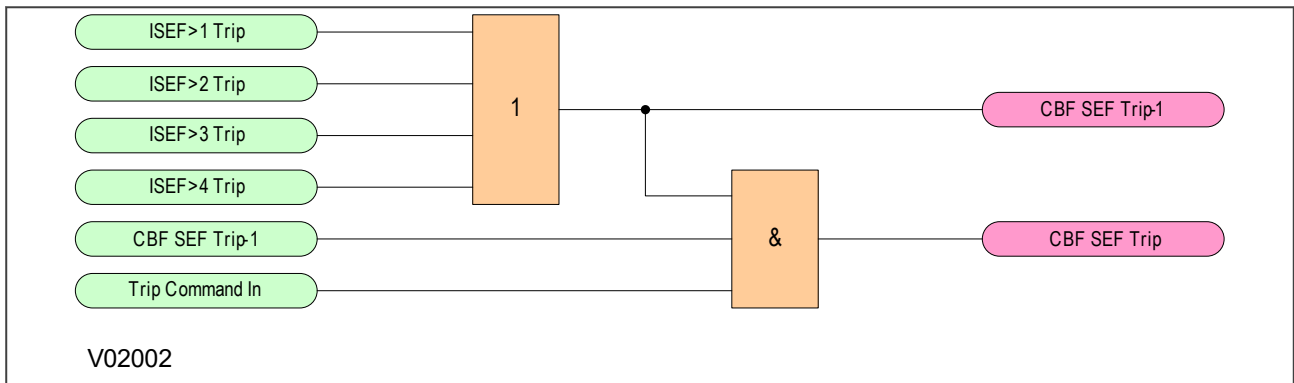 ISEF>1 Trip
ISEF>2 Trip
1
CBF SEF Trip-1
ISEF>3 Trip
ISEF>4 Trip
CBF SEF Trip-1
&
CBF SEF Trip
Trip Command In
V02002